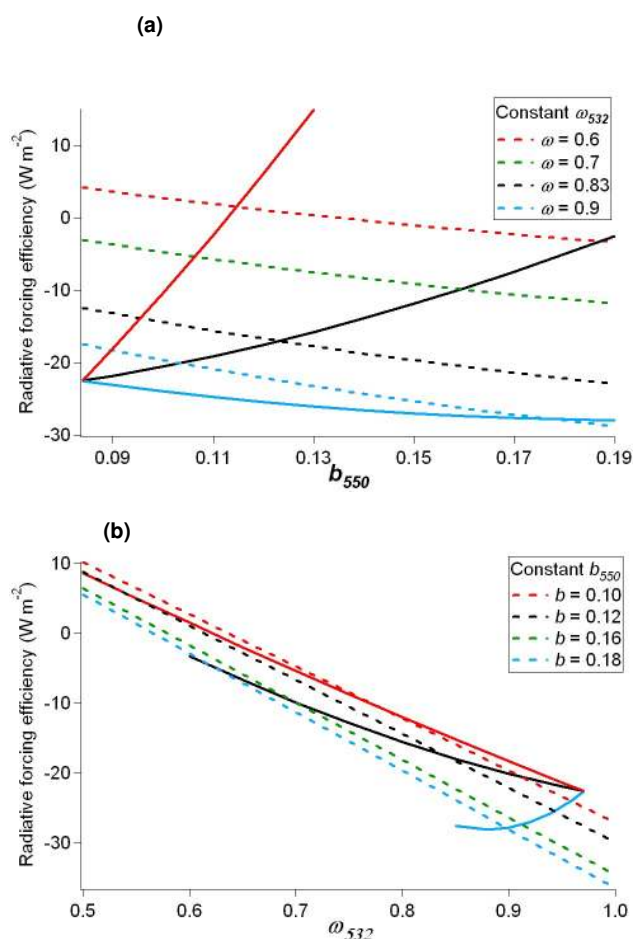 (a)
Radiative forcing efficiency (W m⁻²)
10
0
-10
-20
-30
Constant ω532
ω = 0.6
ω = 0.7
ω = 0.83
ω = 0.9
0.09
0.11
0.13
0.15
0.17
0.19
b550
(b)
Radiative forcing efficiency (W m⁻²)
10
0
-10
-20
-30
Constant b550
b = 0.10
b = 0.12
b = 0.16
b = 0.18
0.5
0.6
0.7
0.8
0.9
1.0
ω532